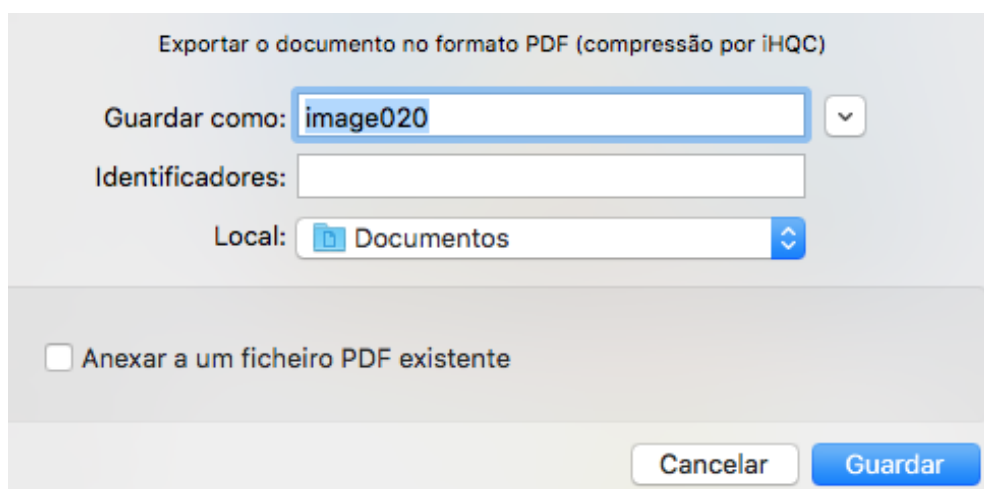 Exportar o documento no formato PDF (compressão por iHQC)
Guardar como: image020
Identificadores:
Local: Documentos
Anexar a um ficheiro PDF existente
Cancelar Guardar